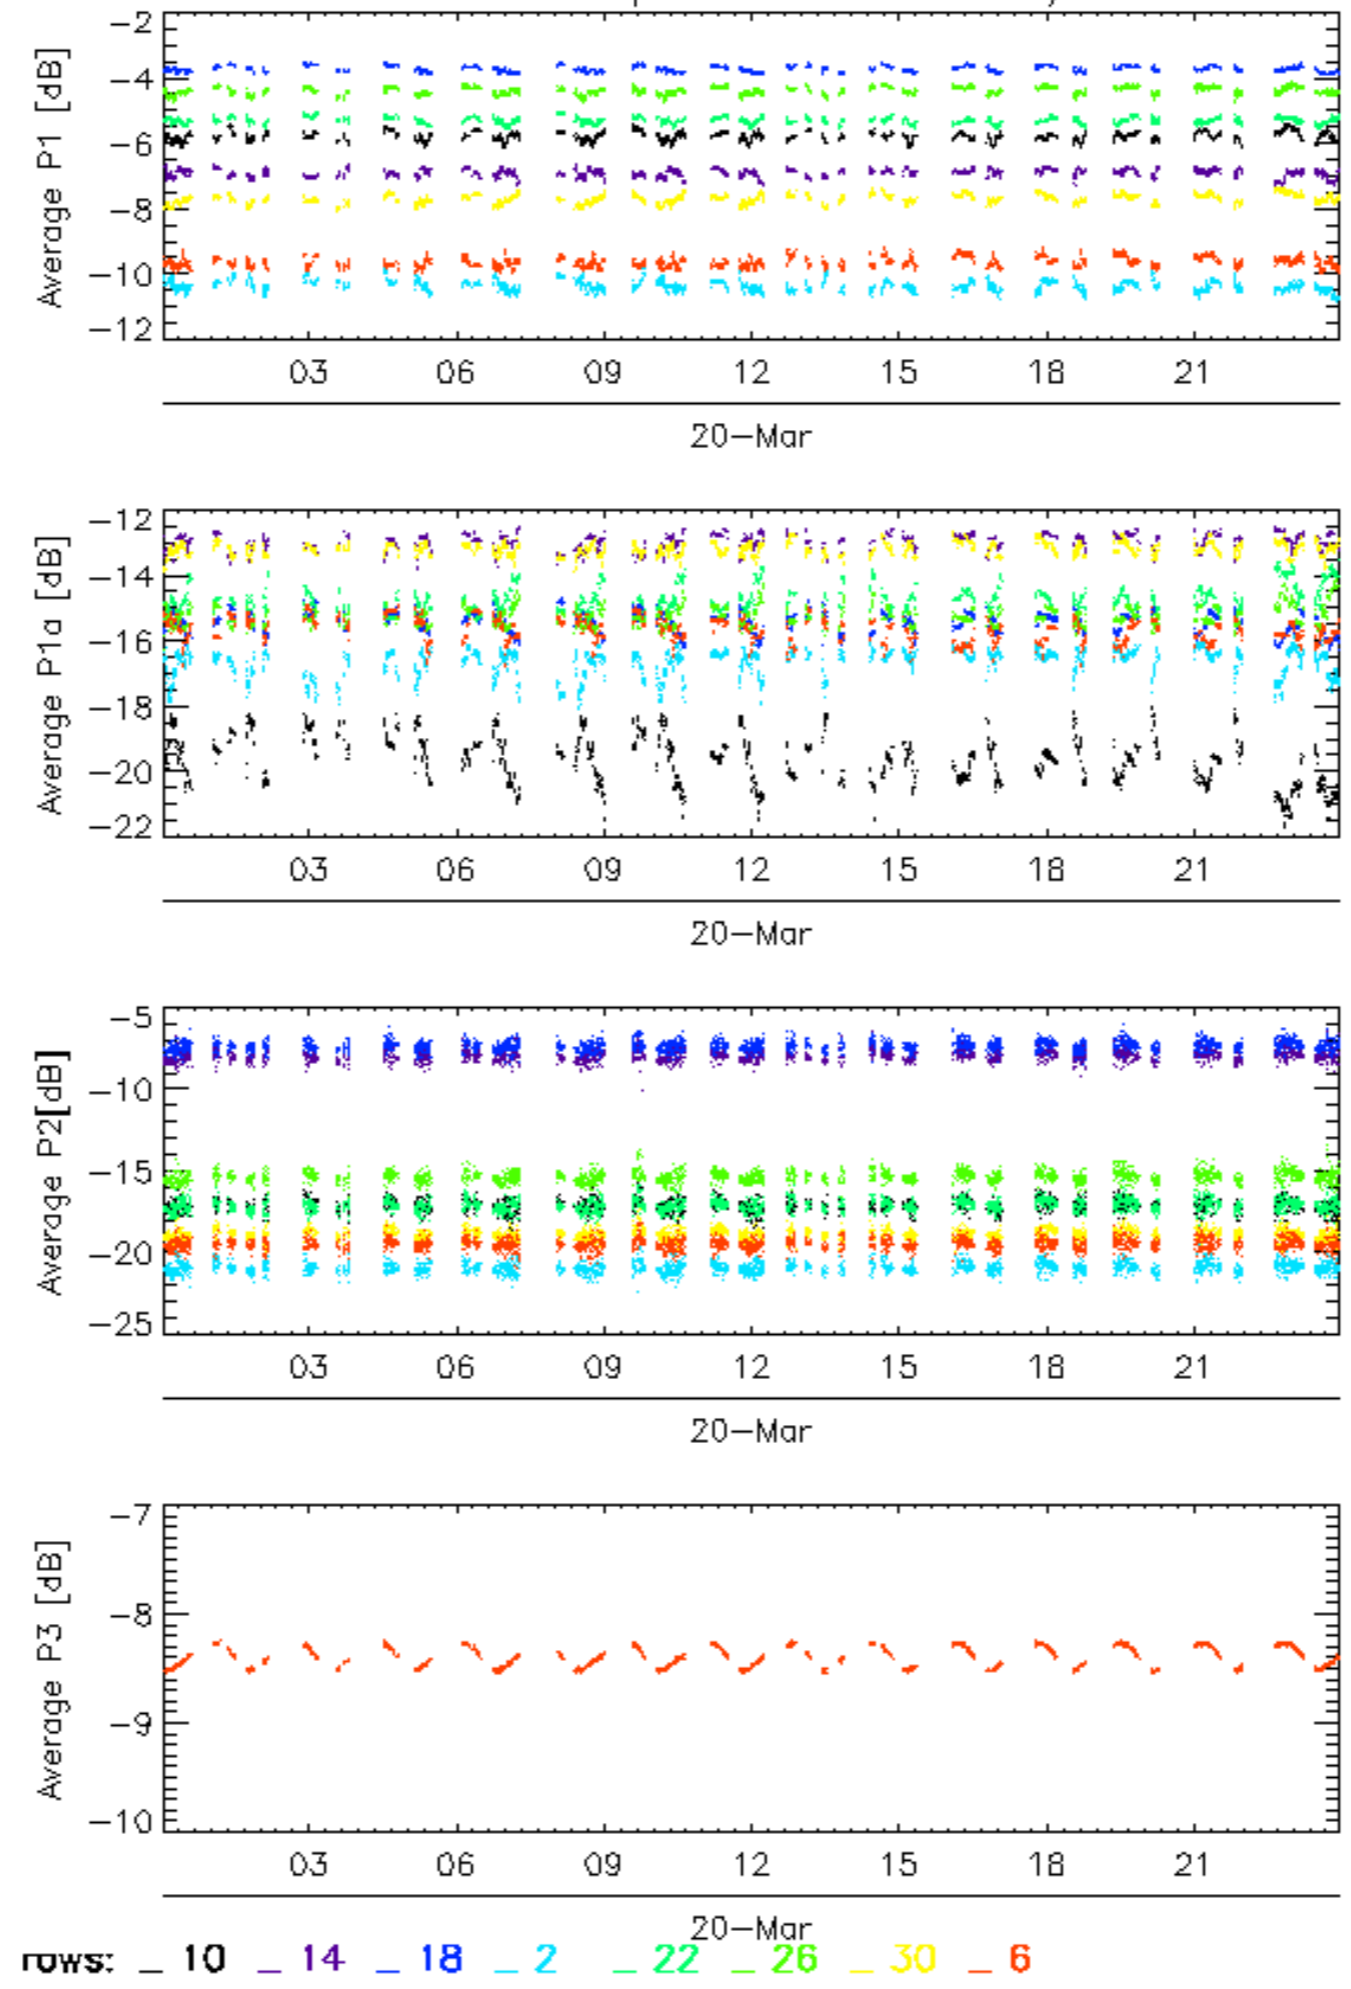 −2
−4
−6
−8
−10
−12
Average P1 [dB]
03 06 09 12 15 18 21
20−Mar
−12
−14
−16
−18
−20
−22
Average P1a [dB]
03 06 09 12 15 18 21
20−Mar
−5
−10
−15
−20
−25
Average P2[dB]
03 06 09 12 15 18 21
20−Mar
−7
−8
−9
−10
Average P3 [dB]
03 06 09 12 15 18 21
20−Mar
rows: _ 10 _ 14 _ 18 _ 2 _ 22 _ 26 _ 30 _ 6